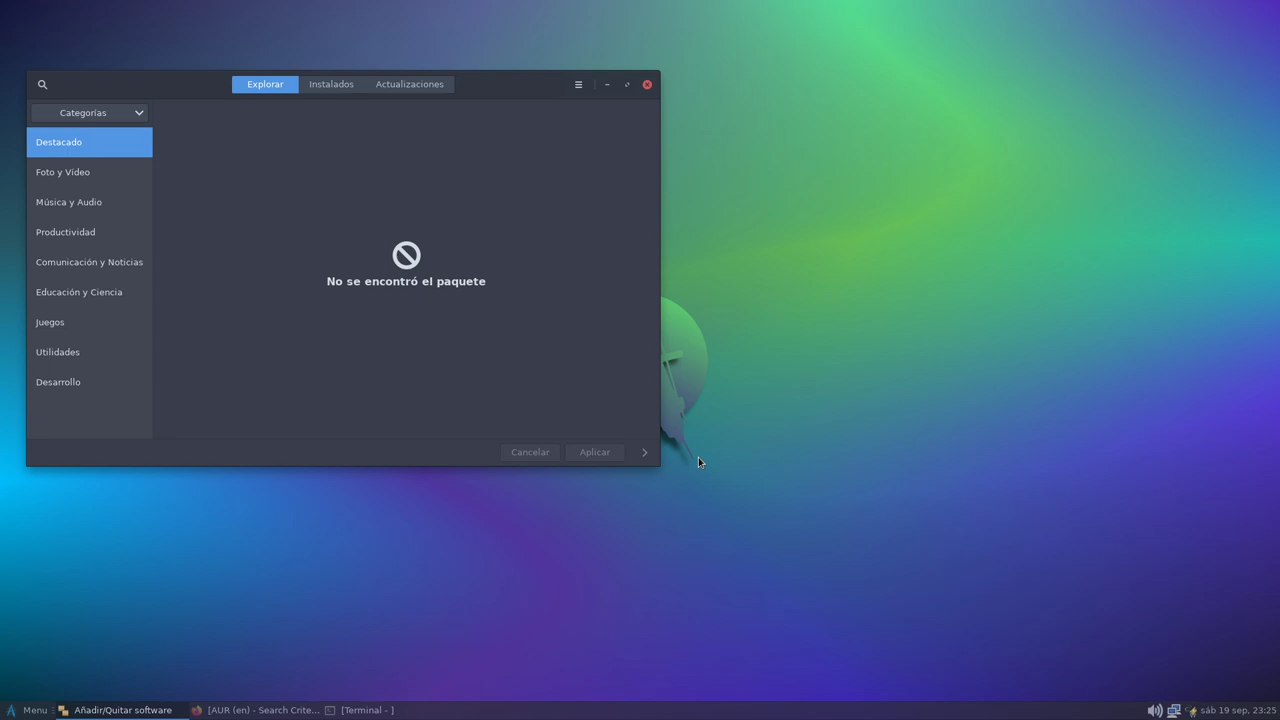 Explorar
Instalados
Actualizaciones
Categorías
Destacado
Foto y Vídeo
Música y Audio
Productividad
Comunicación y Noticias
Educación y Ciencia
Juegos
Utilidades
Desarrollo
No se encontró el paquete
Cancelar
Aplicar
Menu
Añadir/Quitar software
[AUR (en) - Search Crite...
[Terminal - ]
sáb 19 sep, 23:25